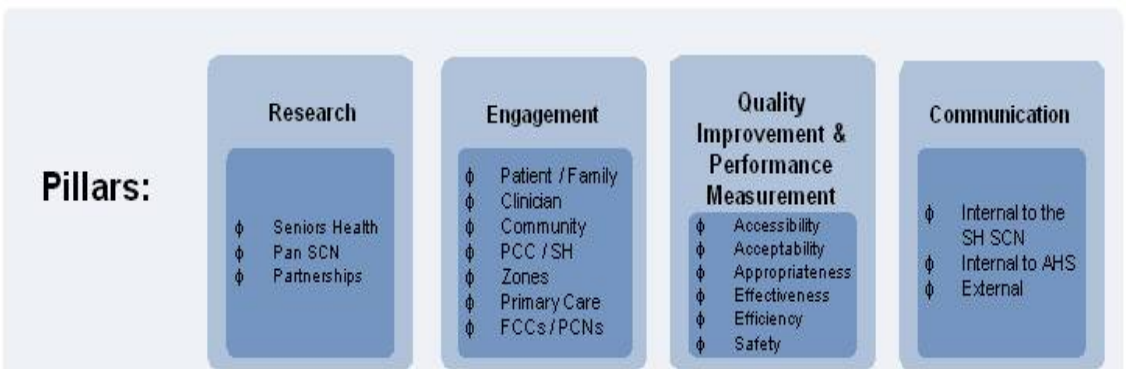 Pillars:
Research
ϕ Seniors Health
ϕ Pan SCN
ϕ Partnerships
Engagement
ϕ Patient / Family
ϕ Clinician
ϕ Community
ϕ PCC / SH
ϕ Zones
ϕ Primary Care
ϕ FCCs / PCNs
Quality
Improvement &
Performance
Measurement
ϕ Accessibility
ϕ Acceptability
ϕ Appropriateness
ϕ Effectiveness
ϕ Efficiency
ϕ Safety
Communication
ϕ Internal to the
SH SCN
ϕ Internal to AHS
ϕ External